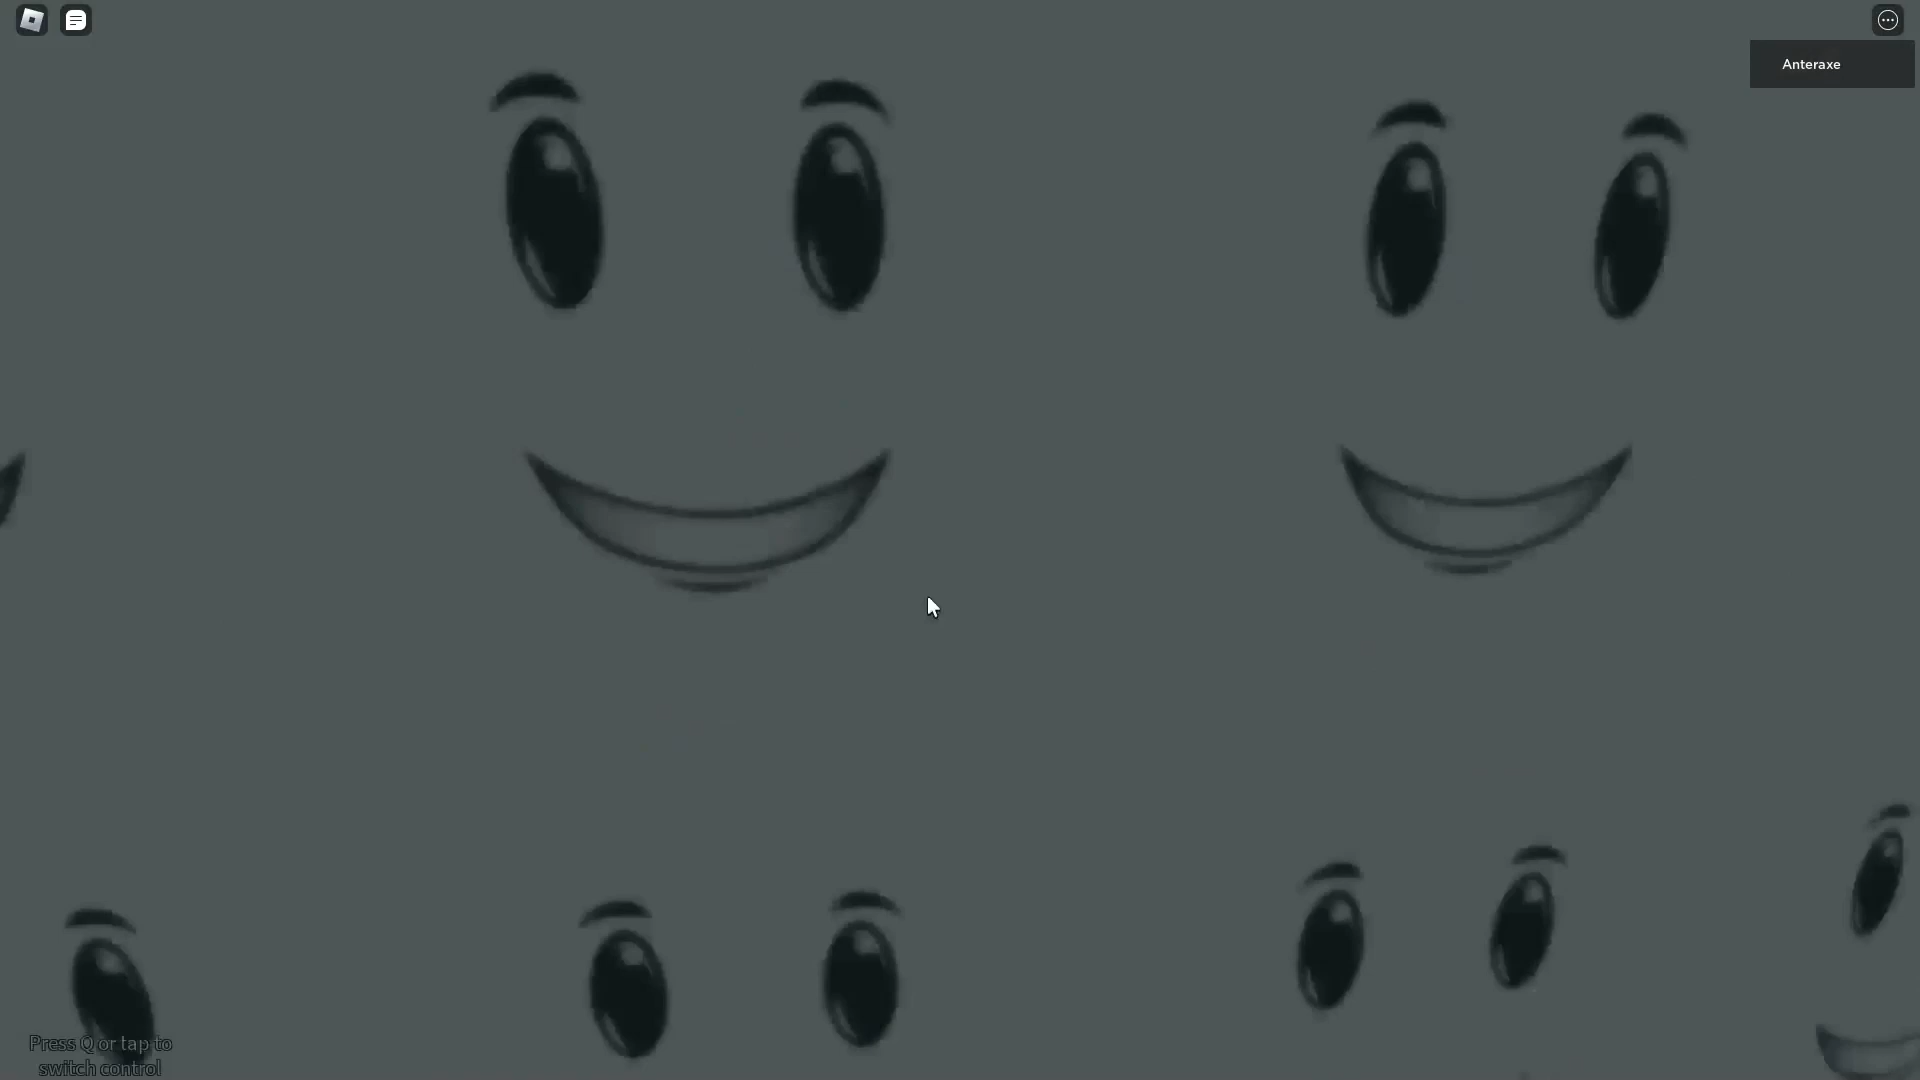 Anteraxe
Press Q or tap to
switch control